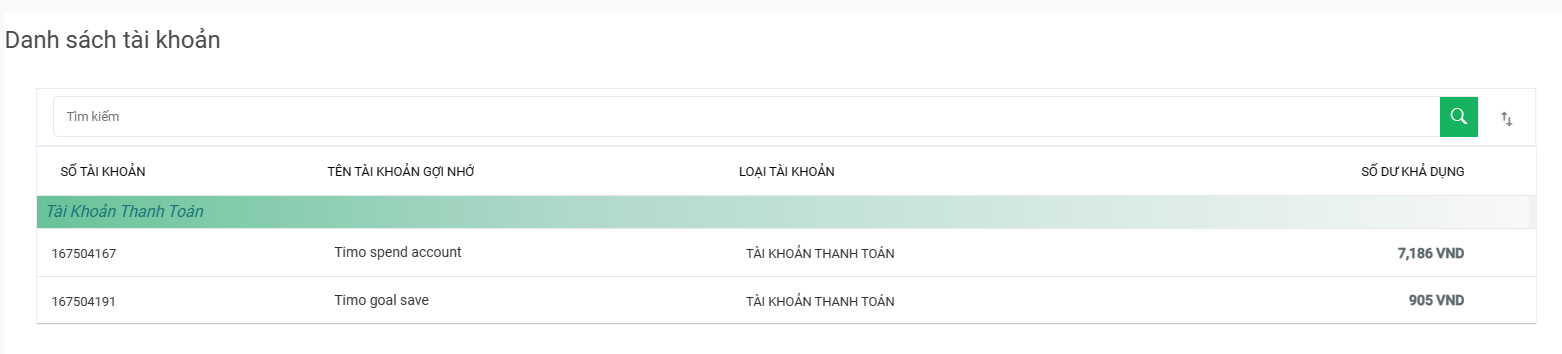 Danh sách tài khoản
Tìm kiếm
SỐ TÀI KHOẢN TÊN TÀI KHOẢN GỢI NHỚ LOẠI TÀI KHOẢN SỐ DƯ KHẢ DỤNG
Tài Khoản Thanh Toán
167504167 Timo spend account TÀI KHOẢN THANH TOÁN 7,186 VND
167504191 Timo goal save TÀI KHOẢN THANH TOÁN 905 VND